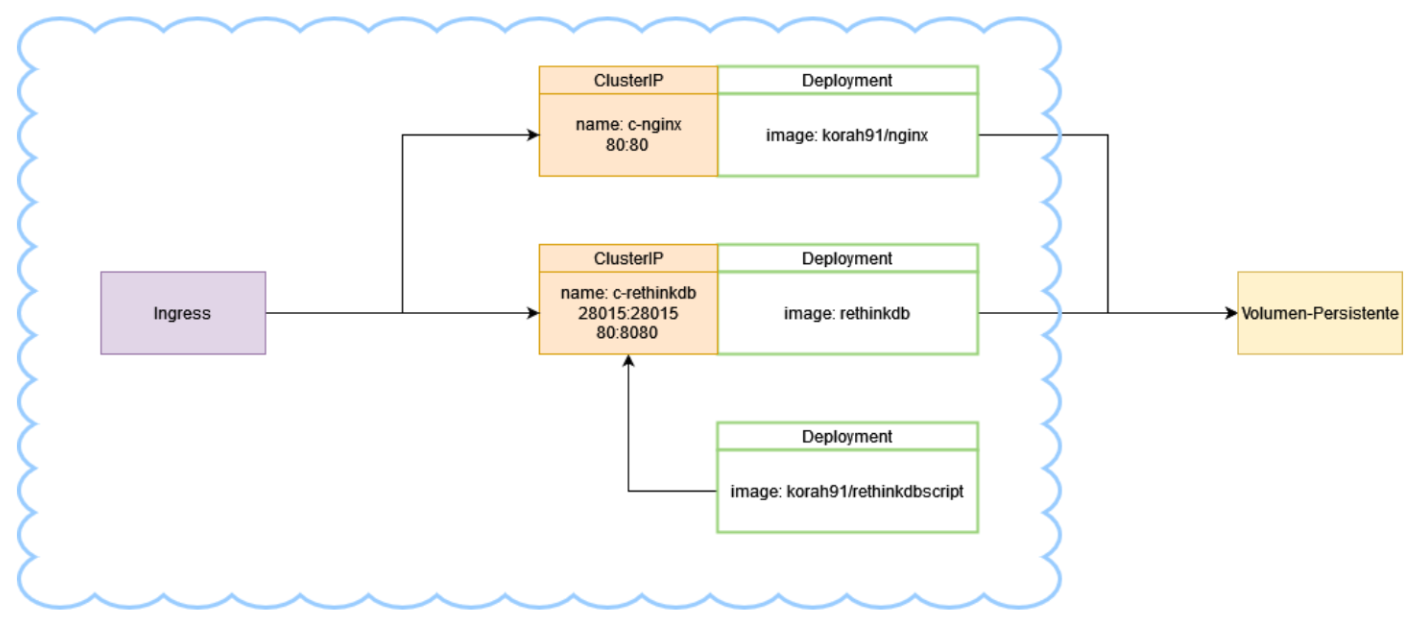 ClusterIP
Deployment
name: c-nginx
80:80
image: korah91/nginx
Ingress
ClusterIP
Deployment
name: c-rethinkdb
28015:28015
80:8080
image: rethinkdb
Volumen-Persistente
Deployment
image: korah91/rethinkdbscript